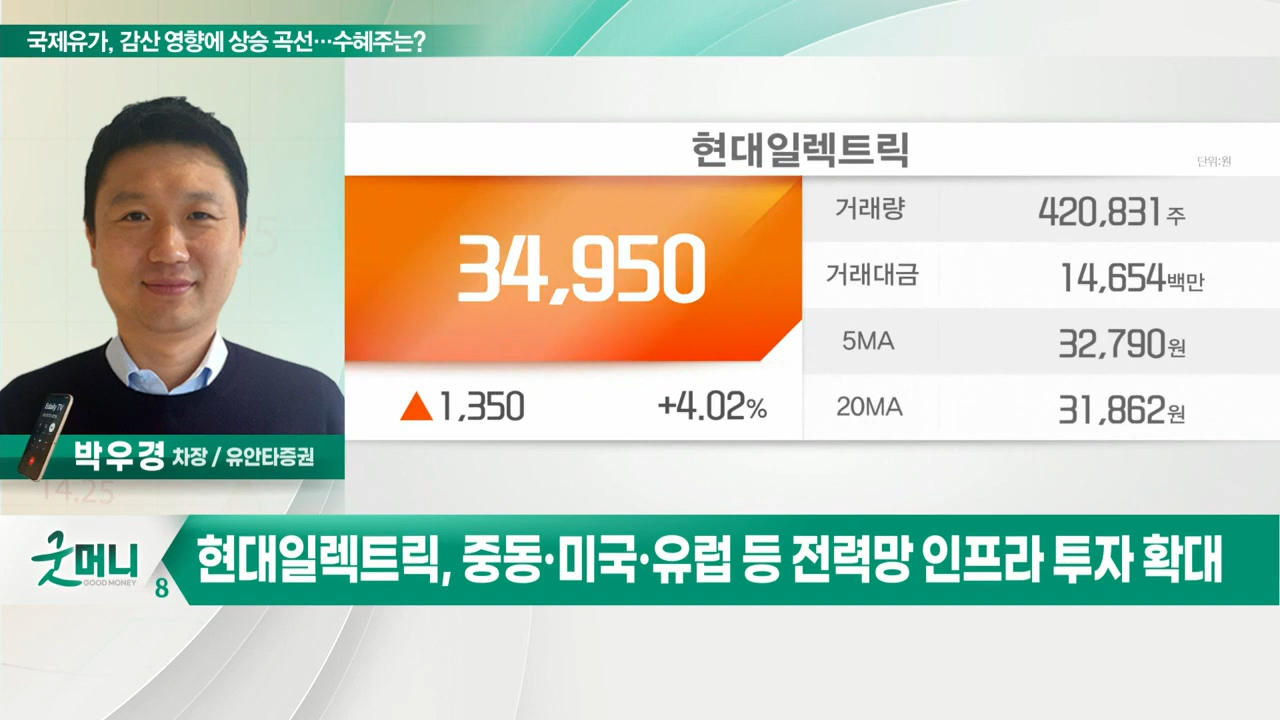 국제유가, 감산 영향에 상승 곡선…수혜주는?
현대일렉트릭
단위:원
34,950
▲1,350 +4.02%
거래량 420,831주
거래대금 14,654백만
5MA 32,790원
20MA 31,862원
Edaily TV
박우경 차장 / 유안타증권
14.25
굿머니
GOOD MONEY
8
현대일렉트릭, 중동·미국·유럽 등 전력망 인프라 투자 확대